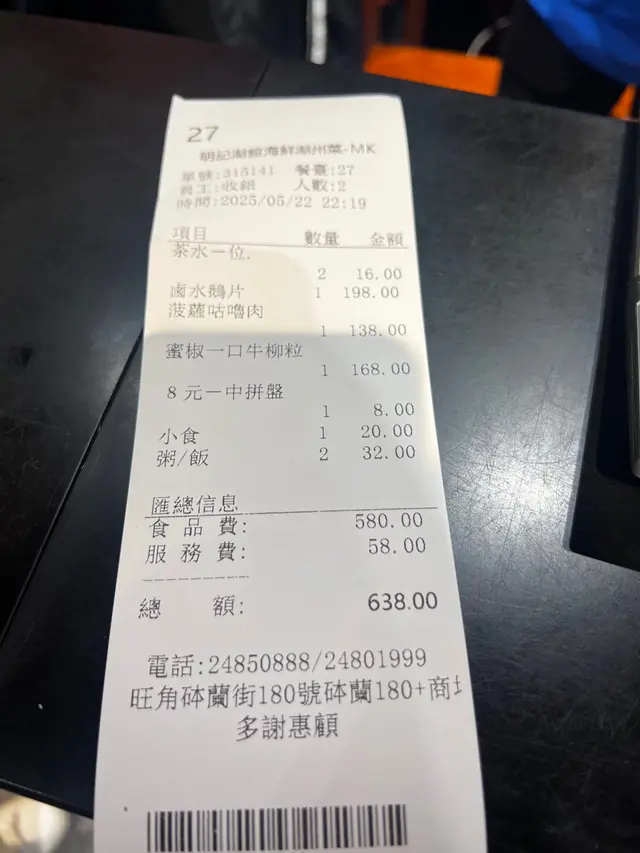 27
明記潮館海鮮潮州菜-MK
單號:315141 餐臺:27
員工:收銀 人數:2
時間:2025/05/22 22:19
項目 數量 金額
茶水一位.
2 16.00
鹵水鵝片 1 198.00
菠蘿咕嚕肉
1 138.00
蜜椒一口牛柳粒
1 168.00
8元一中拼盤
1 8.00
小食 1 20.00
粥/飯 2 32.00
匯總信息
食品費: 580.00
服務費: 58.00
總額: 638.00
電話:24850888/24801999
旺角砵蘭街180號砵蘭180+商
多謝惠顧